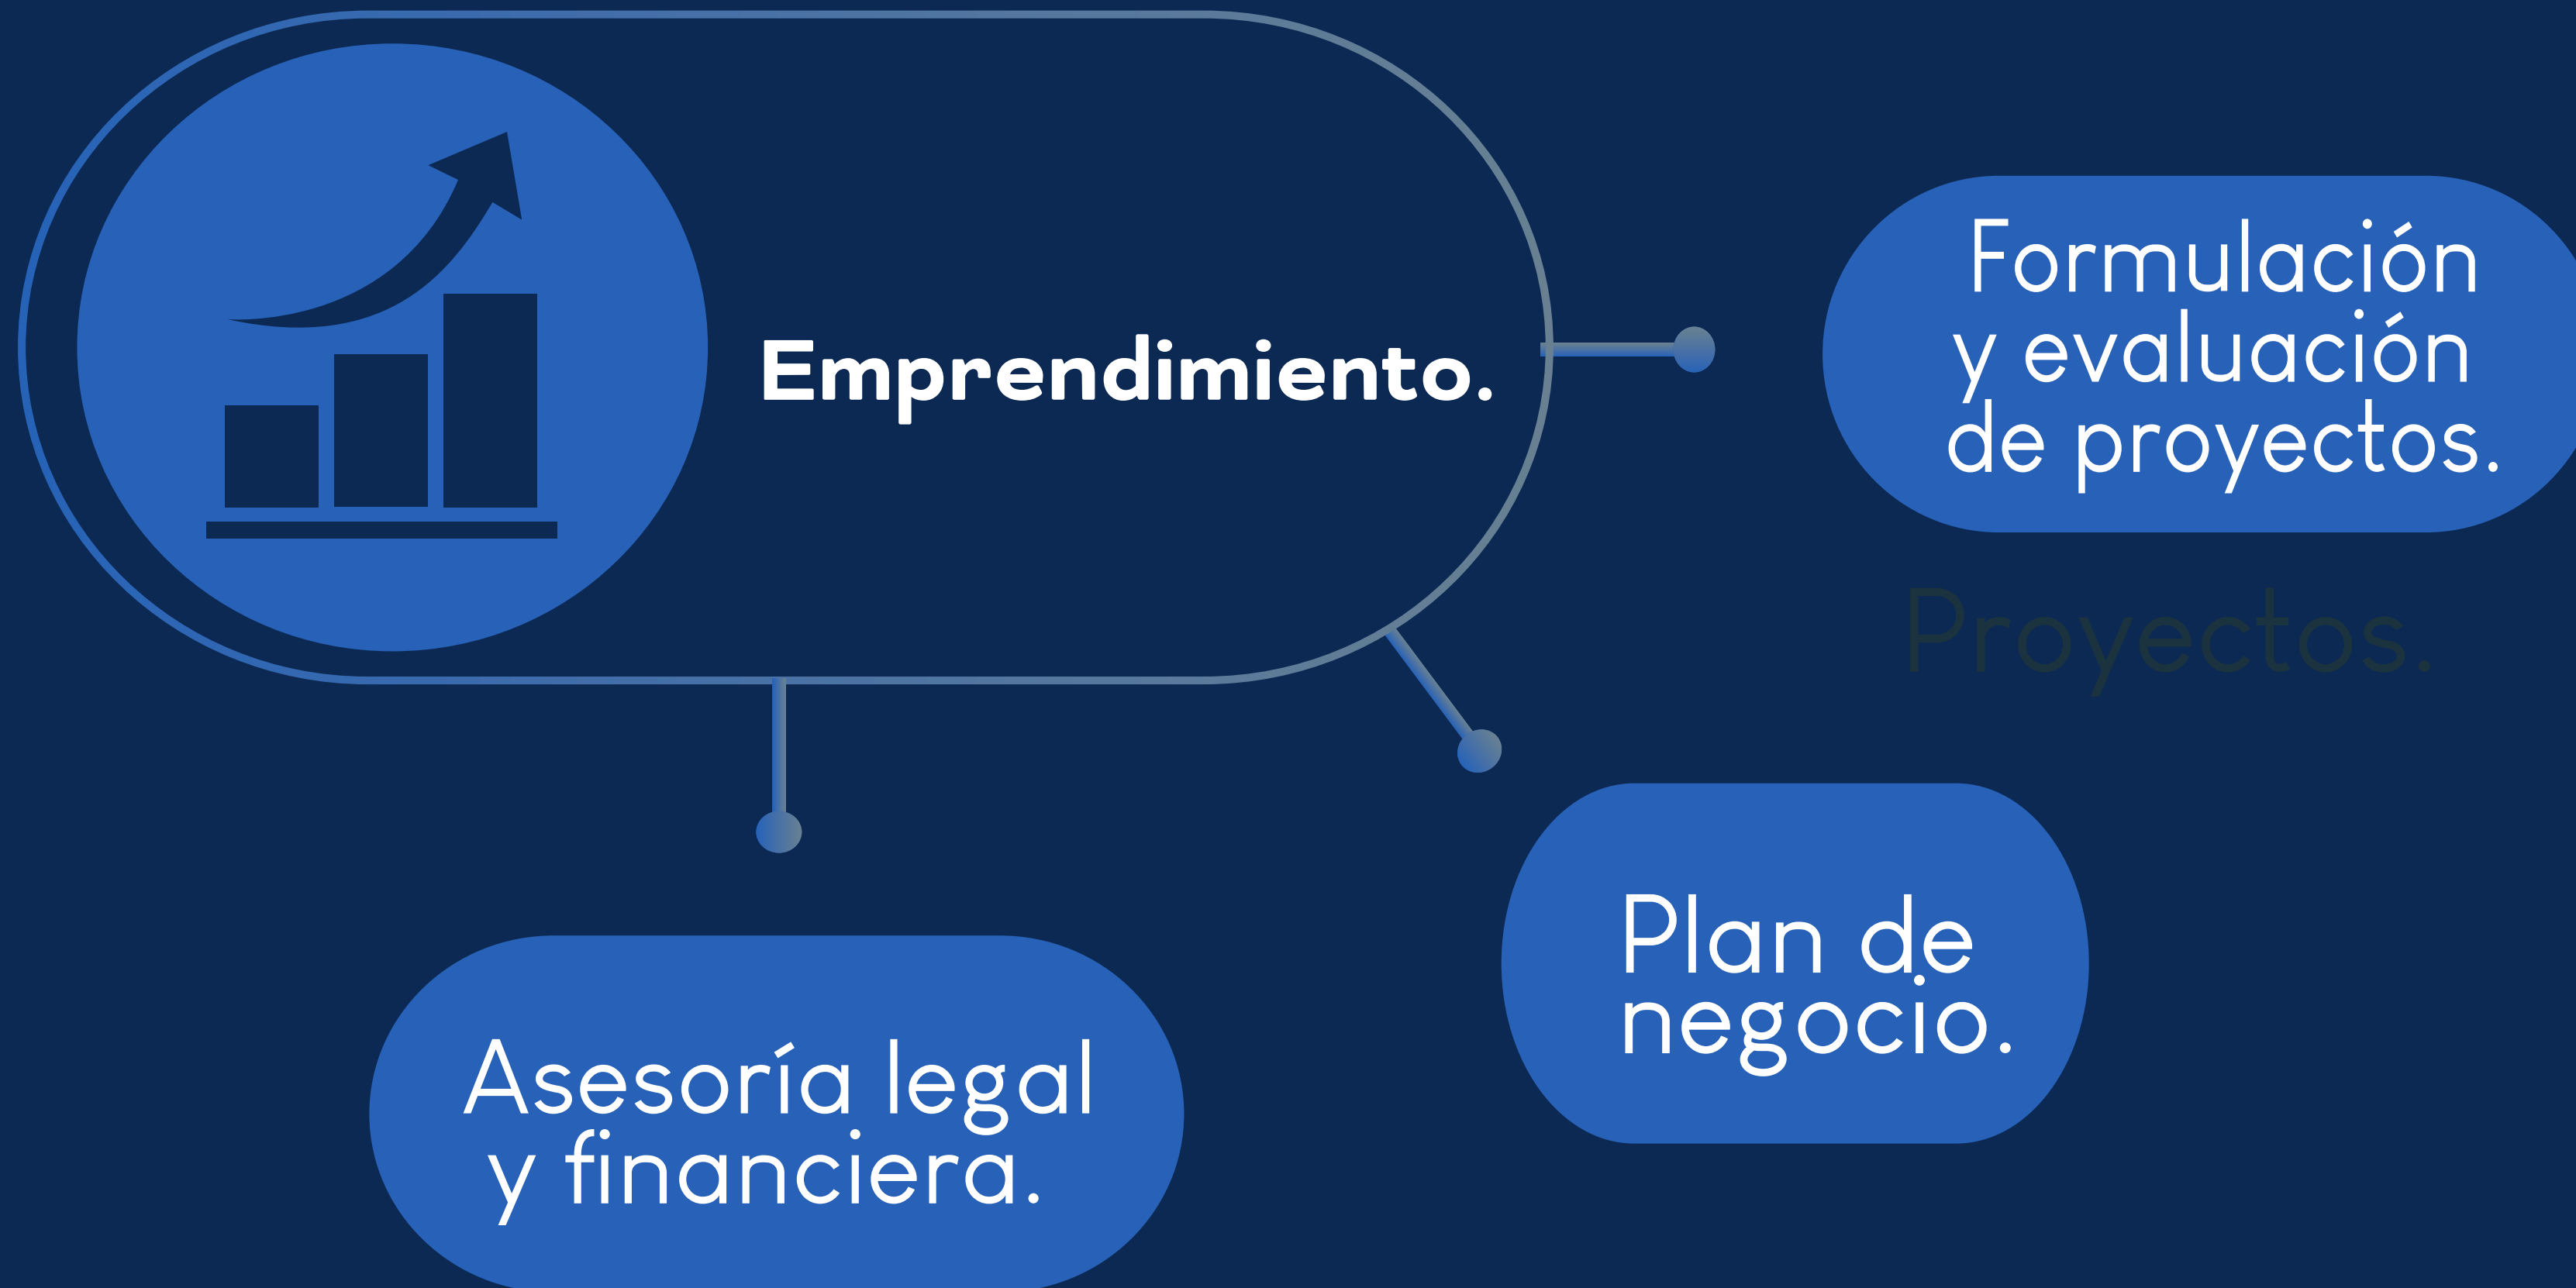 Emprendimiento.
Formulación
y evaluación
de proyectos.
Proyectos.
Plan de
negocio.
Asesoría legal
y financiera.